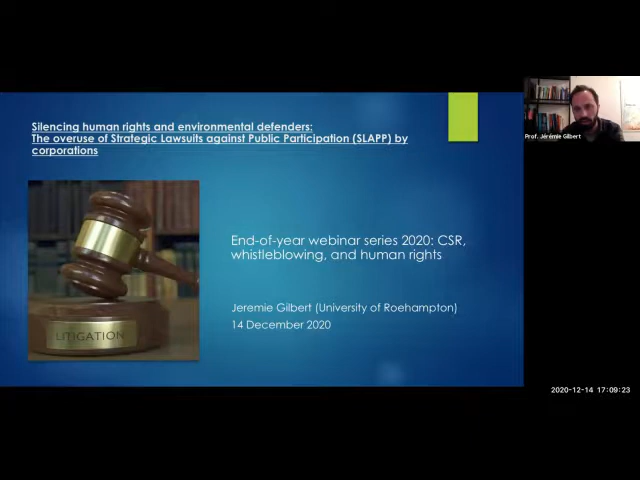 Silencing human rights and environmental defenders:
The overuse of Strategic Lawsuits against Public Participation (SLAPP) by
corporations
Prof. Jérémie Gilbert
End-of-year webinar series 2020: CSR,
whistleblowing, and human rights
LITIGATION
Jeremie Gilbert (University of Roehampton)
14 December 2020
2020-12-14 17:09:23